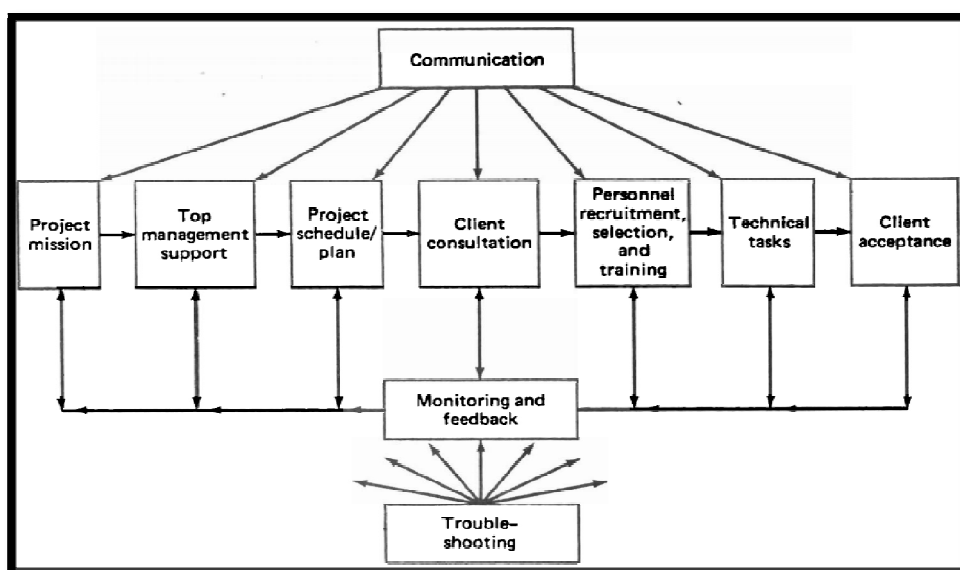 Communication
Project
mission
Top
management
support
Project
schedule/
plan
Client
consultation
Personnel
recruitment,
selection,
and
training
Technical
tasks
Client
acceptance
Monitoring and
feedback
Trouble-
shooting